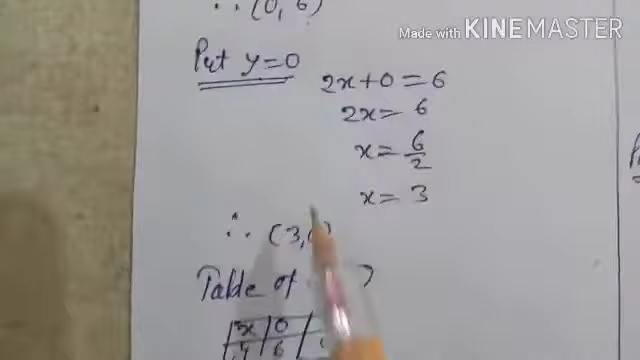 ∴ (0, 6)
Made with KINEMASTER
Put y=0
2x+0=6
2x=6
x=6/2
x=3
∴ (3,
Table of
x | 0 |
y | 6 |